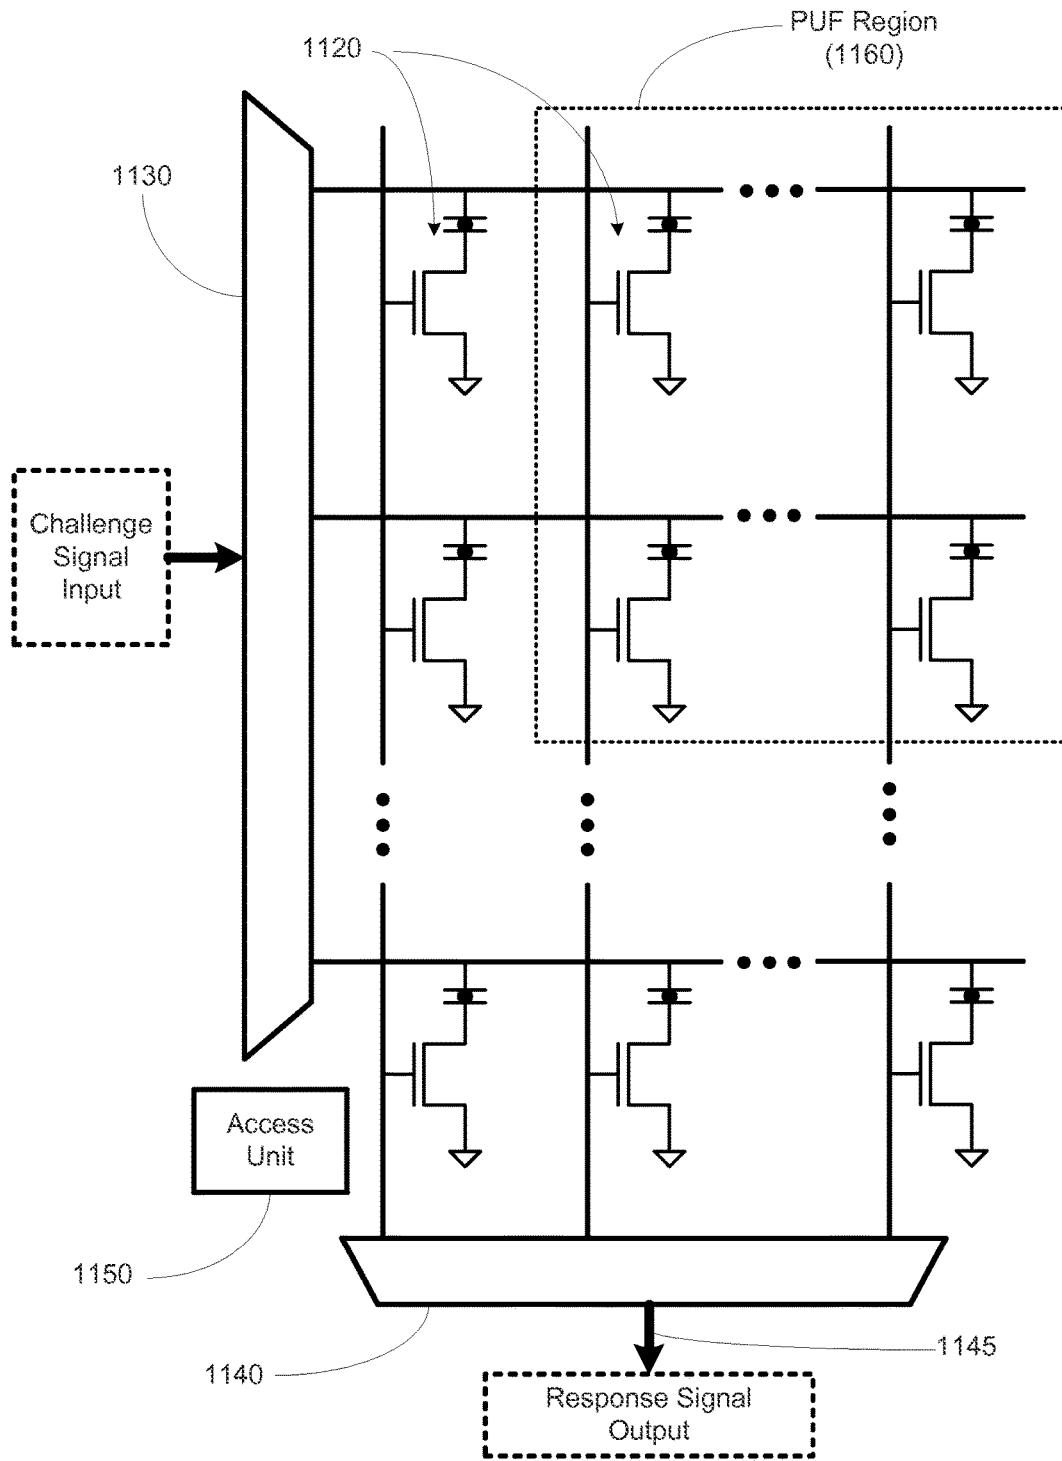 PUF Region
(1160)
1120
1130
Challenge
Signal
Input
Access
Unit
1150
1140
1145
Response Signal
Output